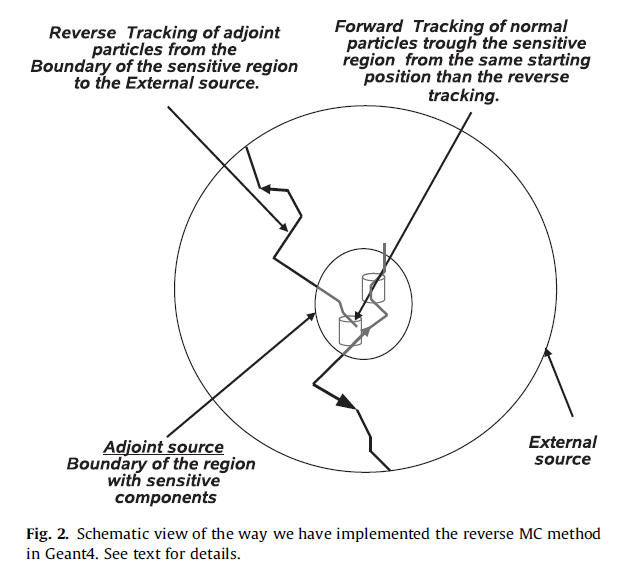 Reverse Tracking of adjoint
particles from the
Boundary of the sensitive region
to the External source.
Forward Tracking of normal
particles trough the sensitive
region from the same starting
position than the reverse
tracking.
Adjoint source
Boundary of the region
with sensitive
components
External
source
Fig. 2. Schematic view of the way we have implemented the reverse MC method
in Geant4. See text for details.